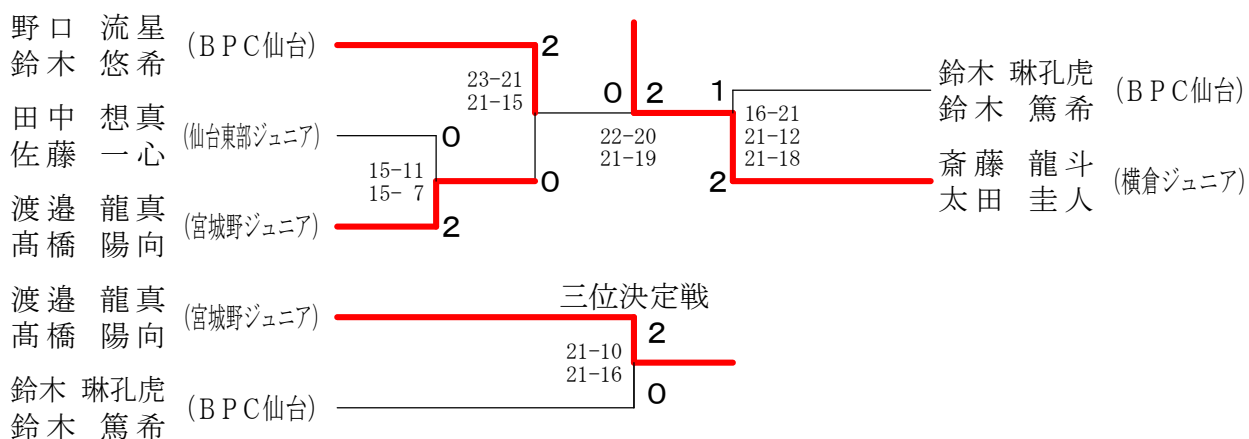 野口 流星
鈴木 悠希
(BPC仙台)
田中 想真
佐藤 一心
(仙台東部ジュニア)
渡邉 龍真
髙橋 陽向
(宮城野ジュニア)
2
23-21
21-15
0
15-11
15- 7
2
0
0 2
22-20
21-19
1
16-21
21-12
21-18
2
鈴木 琳孔虎
鈴木 篤希
(BPC仙台)
斎藤 龍斗
太田 圭人
(横倉ジュニア)
三位決定戦
渡邉 龍真
髙橋 陽向
(宮城野ジュニア)
鈴木 琳孔虎
鈴木 篤希
(BPC仙台)
2
21-10
21-16
0